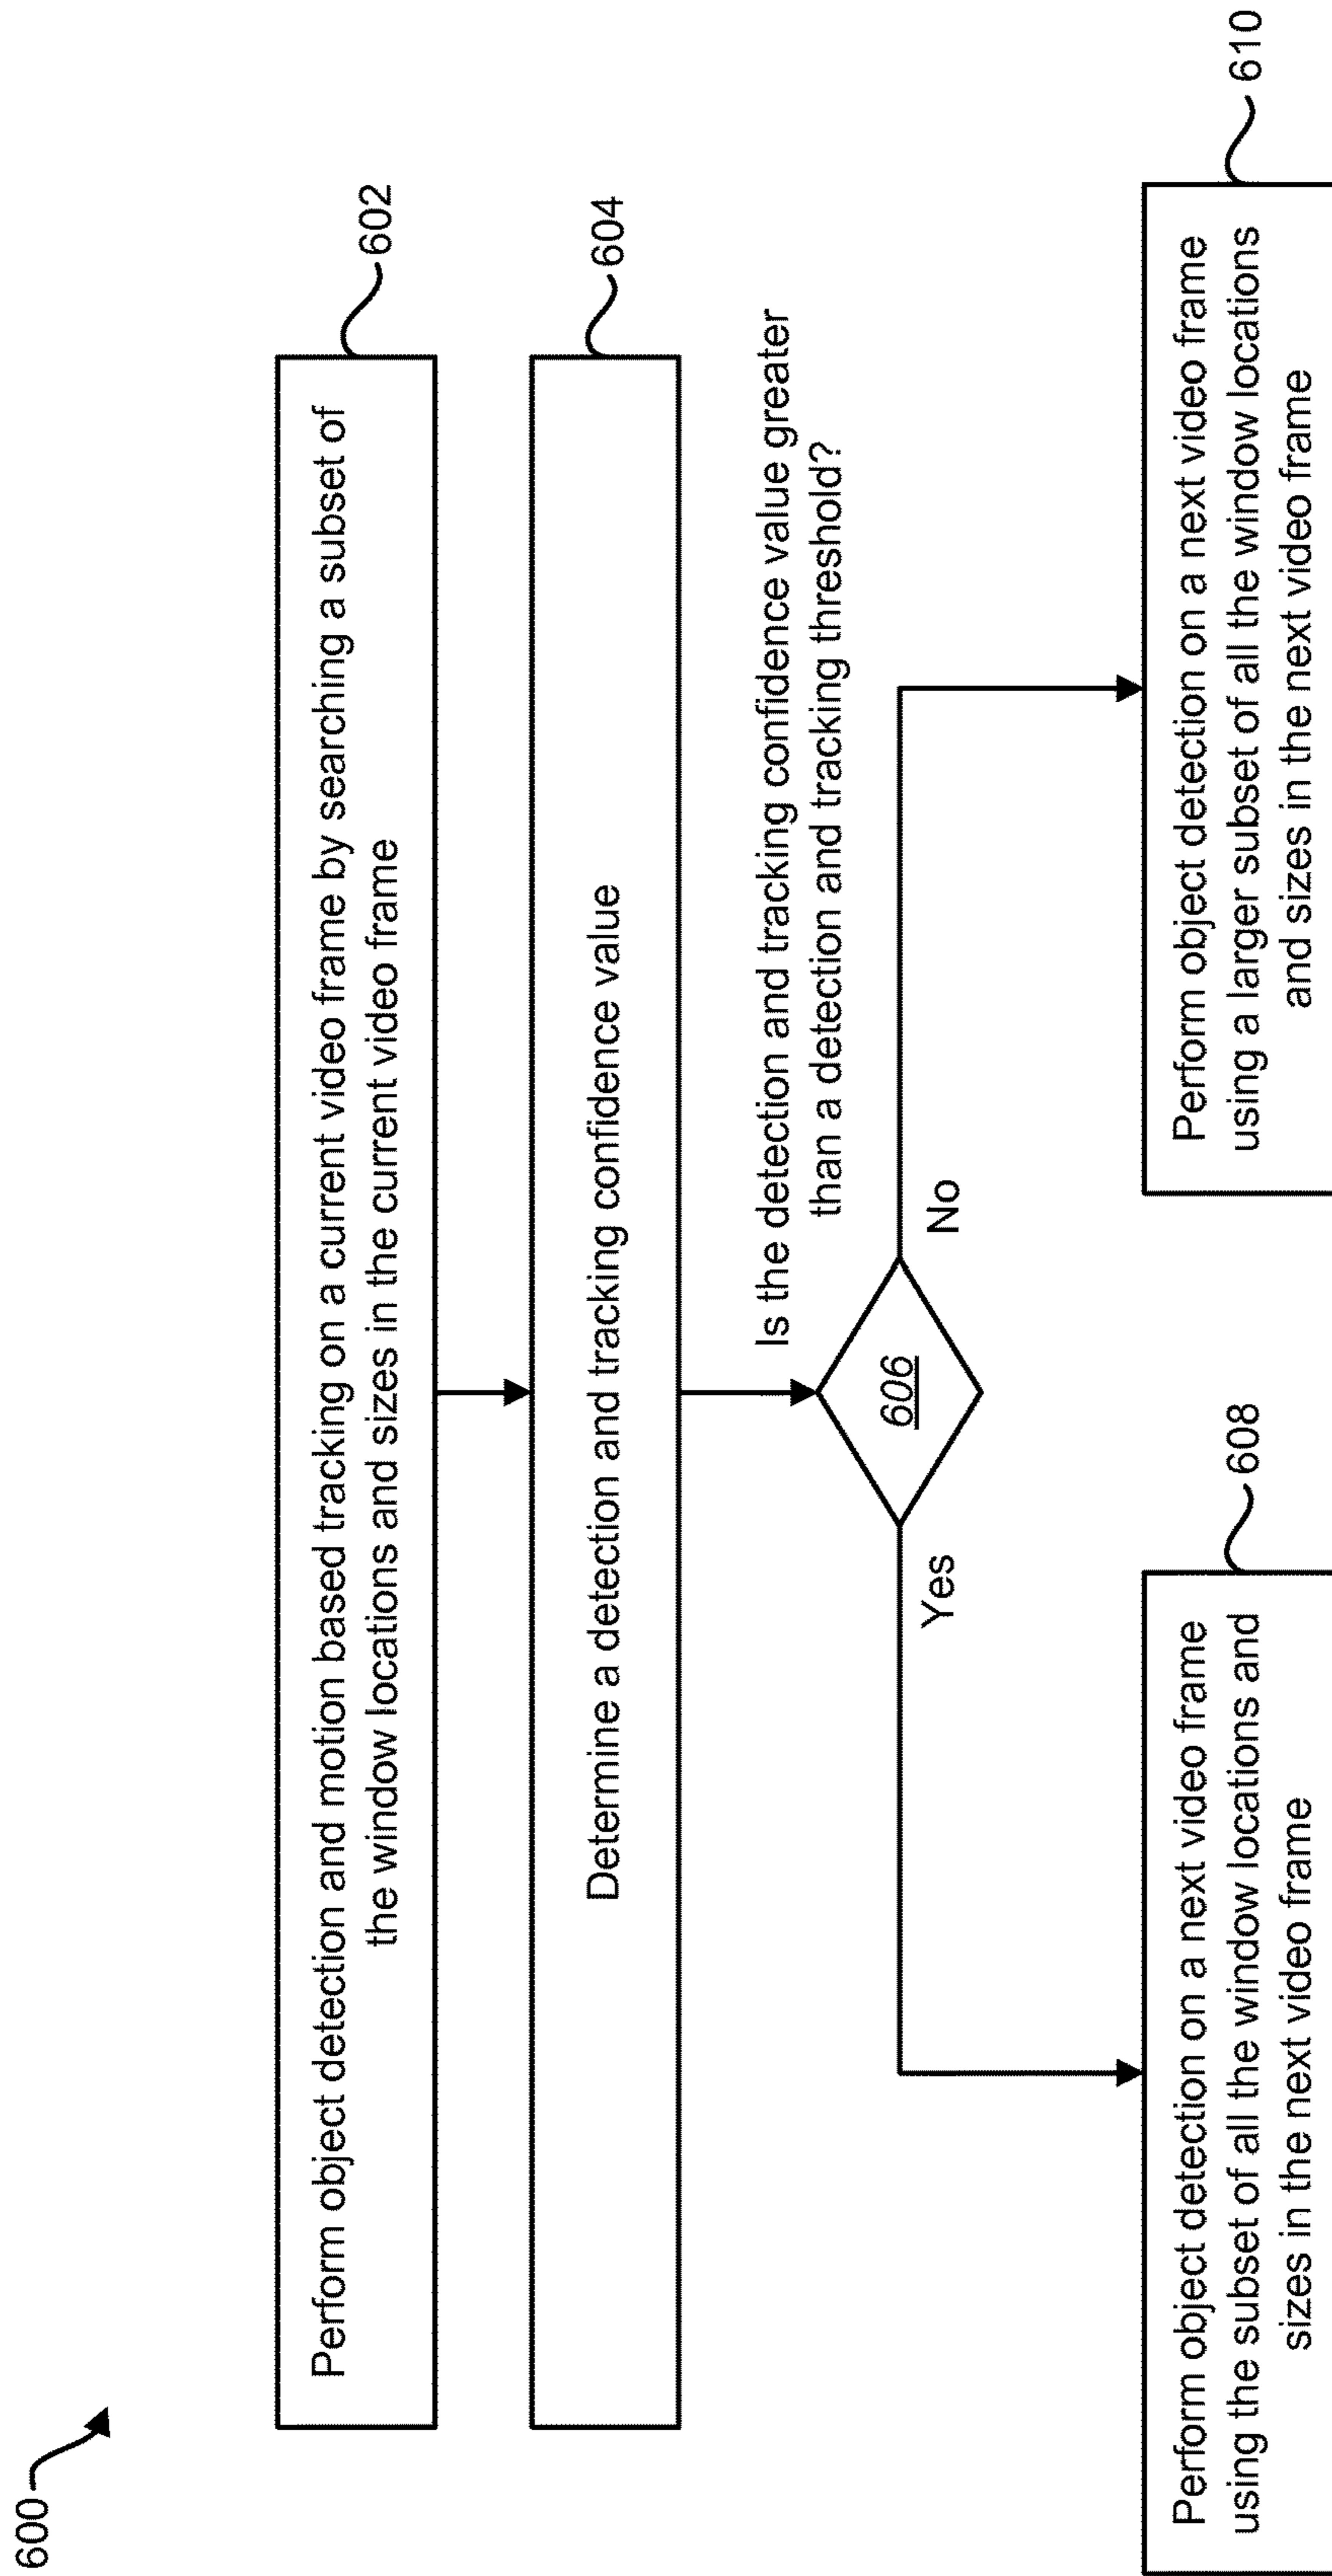 600
Perform object detection and motion based tracking on a current video frame by searching a subset of
the window locations and sizes in the current video frame
602
Determine a detection and tracking confidence value
604
Is the detection and tracking confidence value greater
than a detection and tracking threshold?
606
Yes
No
Perform object detection on a next video frame
using the subset of all the window locations and
sizes in the next video frame
608
Perform object detection on a next video frame
using a larger subset of all the window locations
and sizes in the next video frame
610